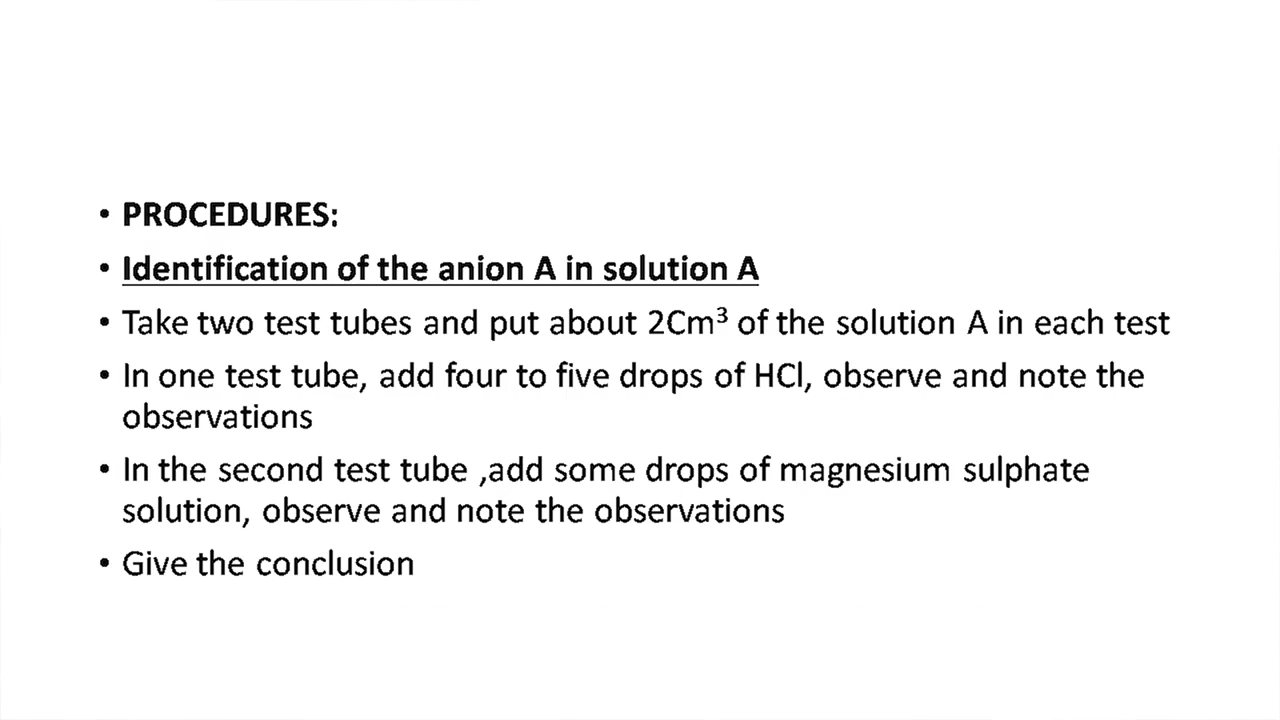 • PROCEDURES:
• Identification of the anion A in solution A
• Take two test tubes and put about 2Cm³ of the solution A in each test
• In one test tube, add four to five drops of HCl, observe and note the
observations
• In the second test tube ,add some drops of magnesium sulphate
solution, observe and note the observations
• Give the conclusion